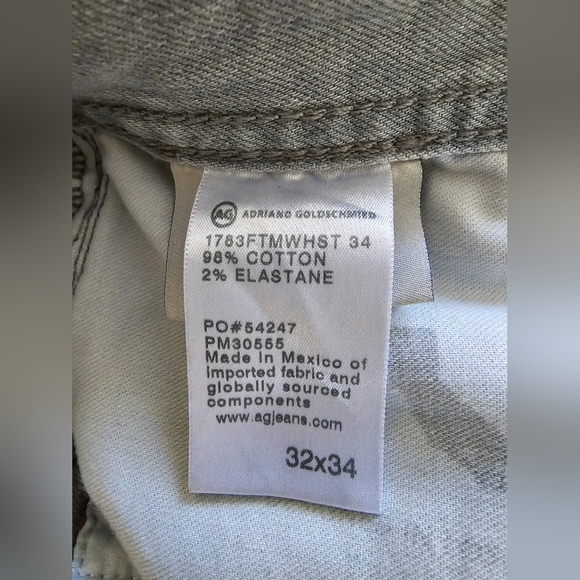 AG ADRIANO GOLDSCHMIED
1783FTMWHST 34
98% COTTON
2% ELASTANE
PO#54247
PM30555
Made in Mexico of
imported fabric and
globally sourced
components
www.agjeans.com
32x34